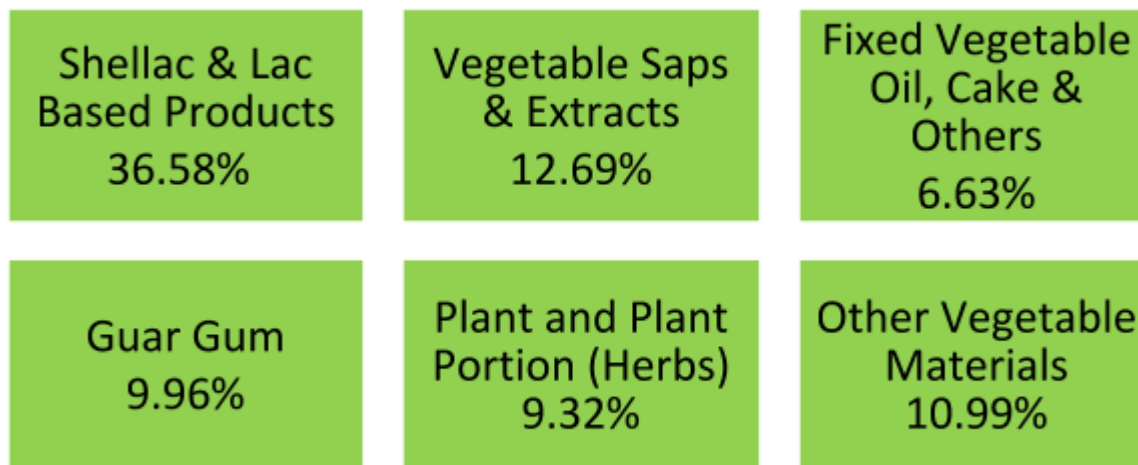 Shellac & Lac
Based Products
36.58%
Vegetable Saps
& Extracts
12.69%
Fixed Vegetable
Oil, Cake &
Others
6.63%
Guar Gum
9.96%
Plant and Plant
Portion (Herbs)
9.32%
Other Vegetable
Materials
10.99%